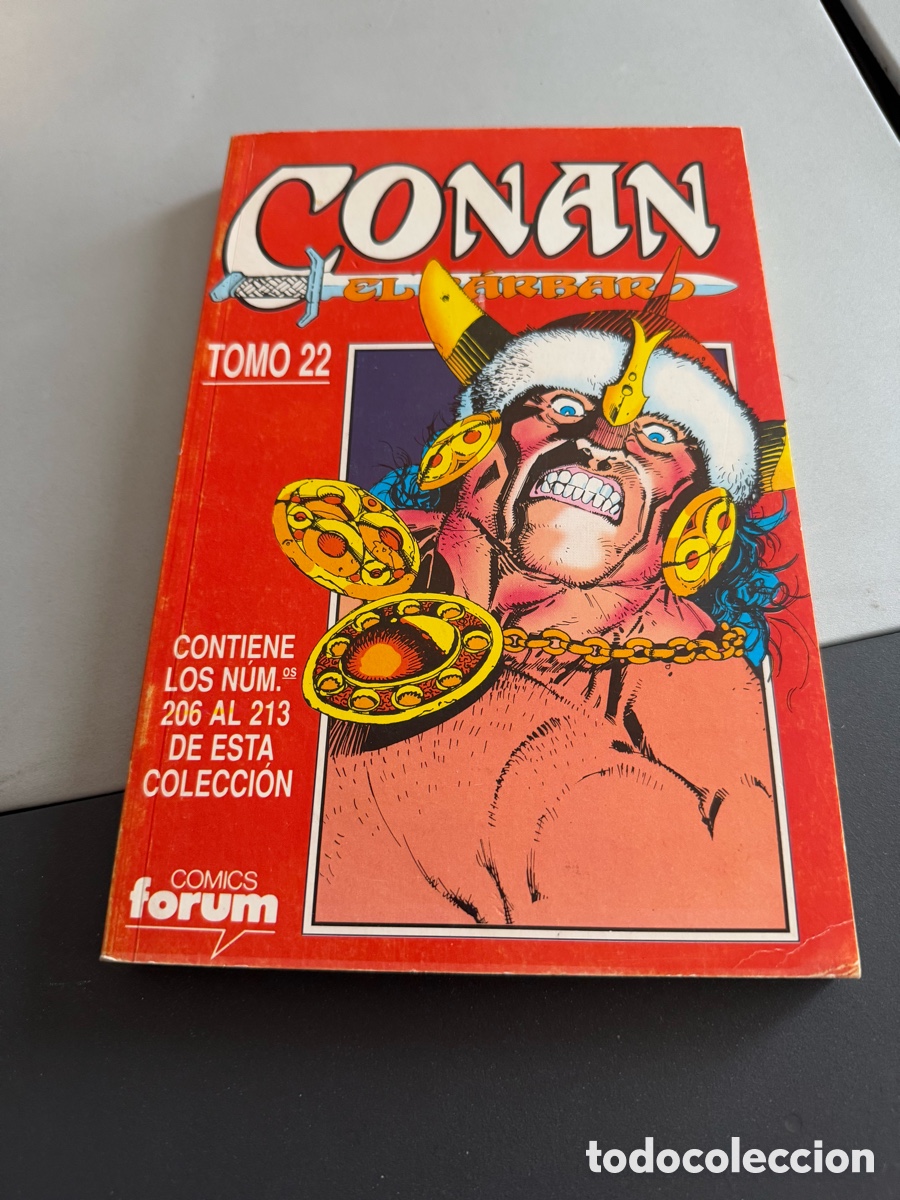 CONAN
EL BÁRBARO
TOMO 22
CONTIENE
LOS NÚM.os
206 AL 213
DE ESTA
COLECCIÓN
COMICS
forum
todocoleccion